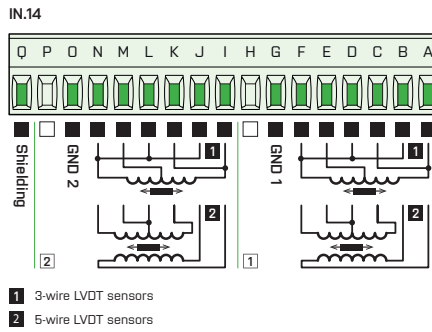 IN.14
Q P O N M L K J I H G F E D C B A
Shielding
GND 2
1
2
2
GND 1
1
2
1
1 3-wire LVDT sensors
2 5-wire LVDT sensors